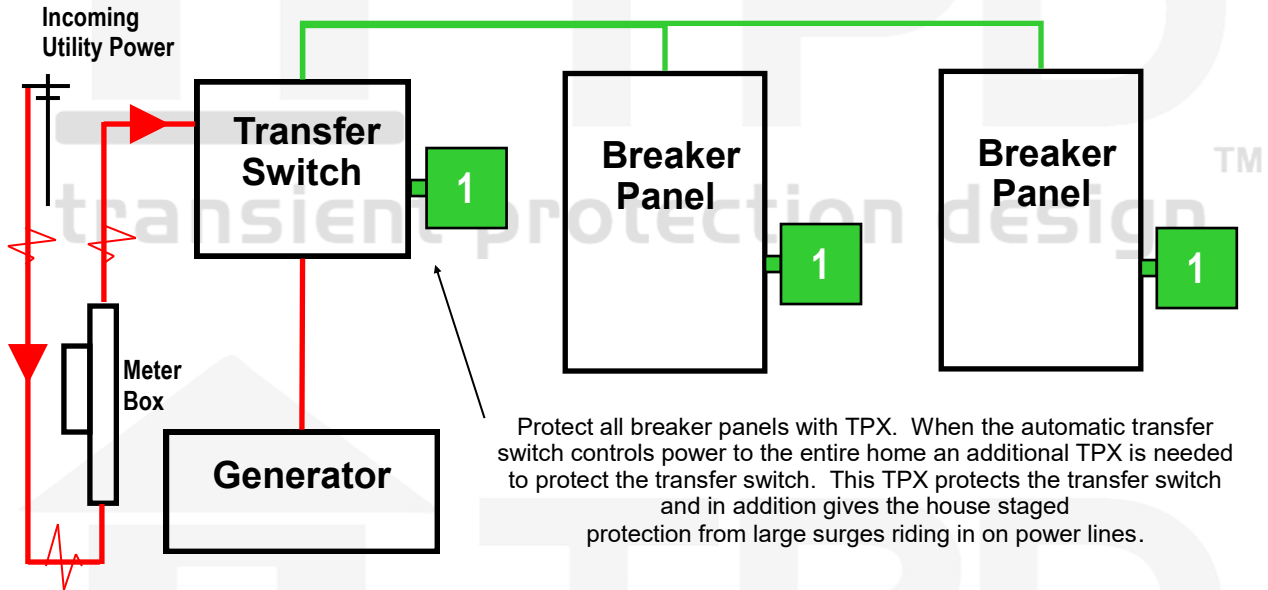 Incoming
Utility Power
Transfer
Switch
1
Breaker
Panel
1
Breaker
Panel
1
TPD
transient protection design
TM
Meter
Box
Generator
Protect all breaker panels with TPX. When the automatic transfer
switch controls power to the entire home an additional TPX is needed
to protect the transfer switch. This TPX protects the transfer switch
and in addition gives the house staged
protection from large surges riding in on power lines.
TPD